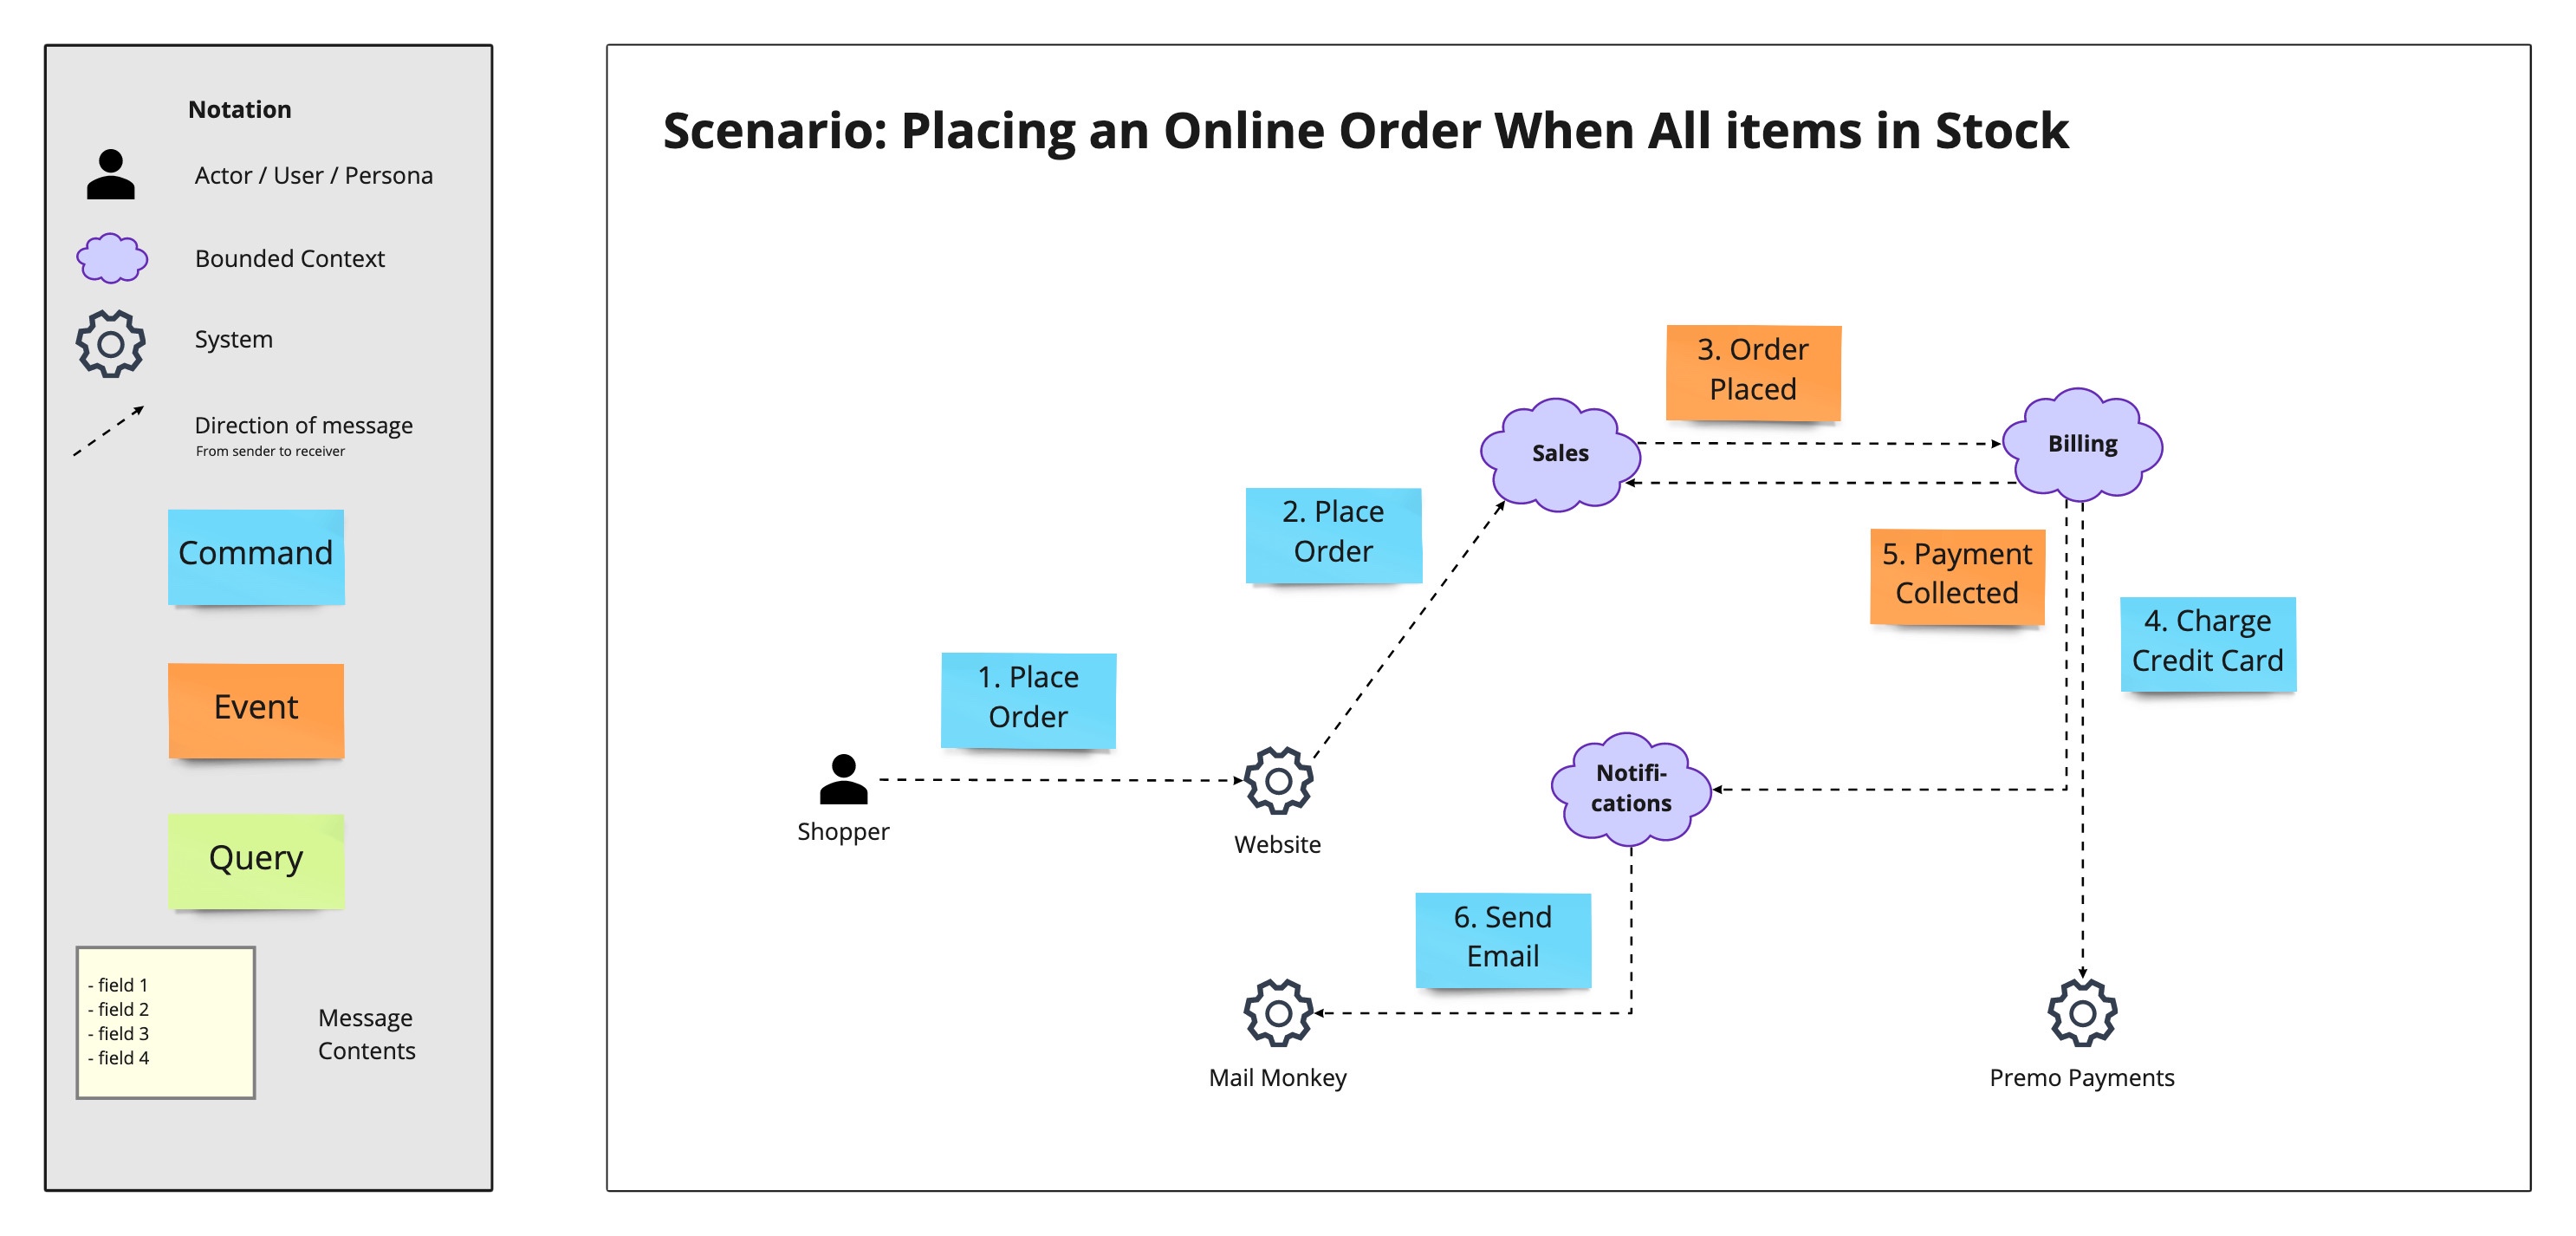 Notation
Actor / User / Persona
Bounded Context
System
Direction of message
From sender to receiver
Command
Event
Query
- field 1
- field 2
- field 3
- field 4
Message
Contents
Scenario: Placing an Online Order When All items in Stock
1. Place
Order
Shopper
Website
2. Place
Order
Sales
3. Order
Placed
Billing
5. Payment
Collected
4. Charge
Credit Card
Notifi-
cations
6. Send
Email
Mail Monkey
Premo Payments